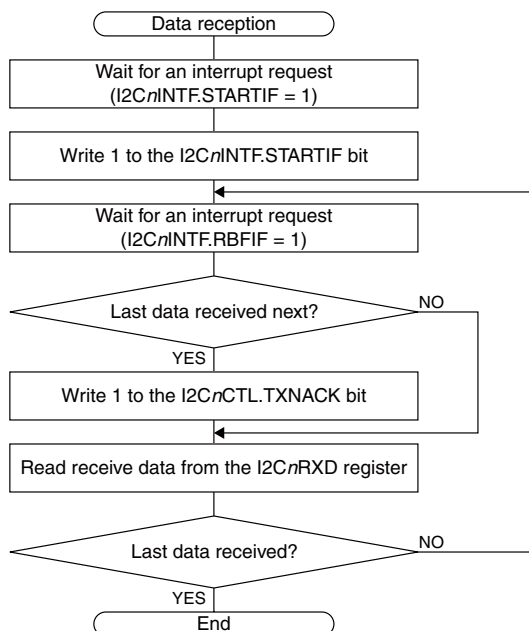 Data reception
Wait for an interrupt request
(I2CnINTF.STARTIF = 1)
Write 1 to the I2CnINTF.STARTIF bit
Wait for an interrupt request
(I2CnINTF.RBFIF = 1)
Last data received next?
NO
YES
Write 1 to the I2CnCTL.TXNACK bit
Read receive data from the I2CnRXD register
Last data received?
NO
YES
End